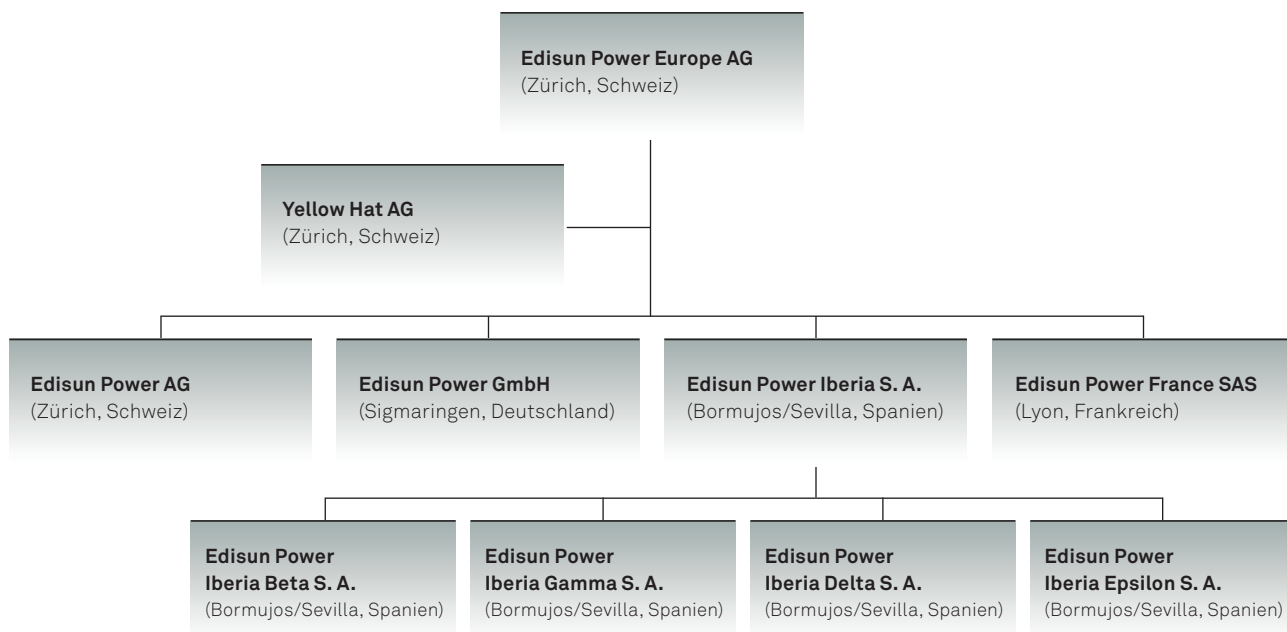 Edisun Power Europe AG
(Zürich, Schweiz)
Yellow Hat AG
(Zürich, Schweiz)
Edisun Power AG
(Zürich, Schweiz)
Edisun Power GmbH
(Sigmaringen, Deutschland)
Edisun Power Iberia S. A.
(Bormujos/Sevilla, Spanien)
Edisun Power France SAS
(Lyon, Frankreich)
Edisun Power
Iberia Beta S. A.
(Bormujos/Sevilla, Spanien)
Edisun Power
Iberia Gamma S. A.
(Bormujos/Sevilla, Spanien)
Edisun Power
Iberia Delta S. A.
(Bormujos/Sevilla, Spanien)
Edisun Power
Iberia Epsilon S. A.
(Bormujos/Sevilla, Spanien)